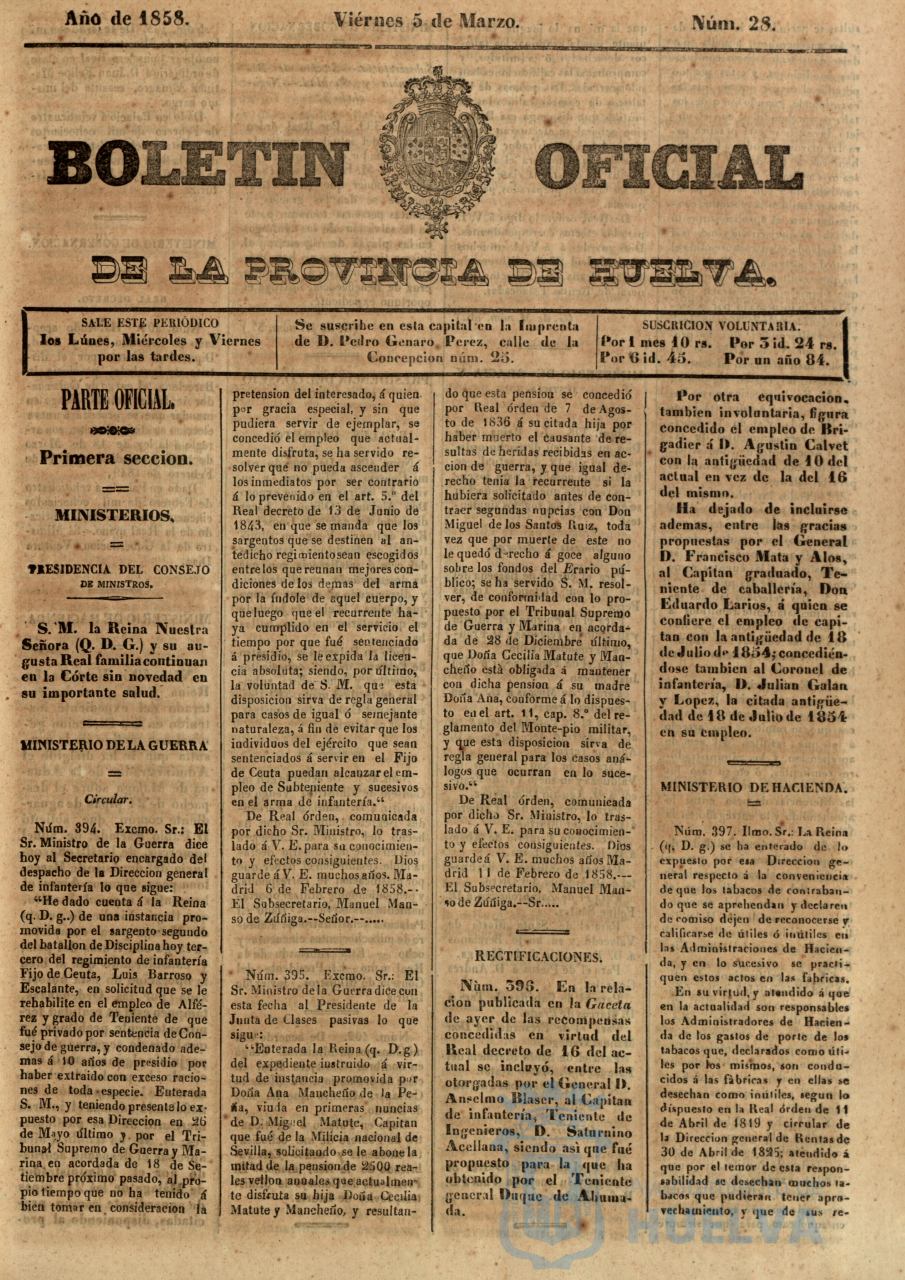 Año de 1858.
Viérnes 5 de Marzo.
Núm. 28.
BOLETIN OFICIAL
DE LA PROVINCIA DE HUELVA.
SALE ESTE PERIÓDICO
los Lúnes, Miércoles y Viernes
por las tardes.
Se suscribe en esta capital en la Imprenta
de D. Pedro Genaro Perez, calle de la
Concepcion núm. 25.
SUSCRICION VOLUNTARIA.
Por 1 mes 10 rs. Por 3 id. 24 rs.
Por 6 id. 45. Por un año 84.
PARTE OFICIAL.
Primera seccion.
MINISTERIOS.
PRESIDENCIA DEL CONSEJO
DE MINISTROS.
S. M. la Reina Nuestra
Señora (Q. D. G.) y su au-
gusta Real familia continuan
en la Córte sin novedad en
su importante salud.
MINISTERIO DE LA GUERRA
Circular.
Núm. 394. Excmo. Sr.: El
Sr. Ministro de la Guerra dice
hoy al Secretario encargado del
despacho de la Direccion general
de infantería lo que sigue:
"He dado cuenta á la Reina
(q. D. g..) de una instancia pro-
movida por el sargento segundo
del batallon de Disciplina hoy ter-
cero del regimiento de infantería
Fijo de Ceuta, Luis Barroso y
Escalante, en solicitud que se le
rehabilite en el empleo de Alfé-
rez y grado de Teniente de que
fué privado por sentencia de Con-
sejo de guerra, y condenado ade-
mas á 10 años de presidio por
haber extraido con exceso racio-
nes de toda especie. Enterada
S. M., y teniendo presente lo ex-
puesto por esa Direccion en 26
de Mayo último y por el Tri-
bunal Supremo de Guerra y Ma-
rina en acordada de 18 de Se-
tiembre próximo pasado, al pro-
pio tiempo que no ha tenido á
bien tomar en consideracion la
pretension del interesado, á quien
por gracia especial, y sin que
pudiera servir de ejemplar, se
concedió el empleo que actual-
mente disfruta, se ha servido re-
solver que no pueda ascender á
los inmediatos por ser contrario
á lo prevenido en el art. 5.º del
Real decreto de 13 de Junio de
1843, en que se manda que los
sargentos que se destinen al an-
tedicho regimiento sean escogidos
entre los que reunan mejores con-
diciones de los demas del arma
por la índole de aquel cuerpo, y
que luego que el recurrente ha-
ya cumplido en el servicio el
tiempo por que fué sentenciado
á presidio, se le expida la licen-
cia absoluta; siendo, por último,
la voluntad de S. M. que esta
disposicion sirva de regla general
para casos de igual ó semejante
naturaleza, á fin de evitar que los
individuos del ejército que sean
sentenciados á servir en el Fijo
de Ceuta puedan alcanzar el em-
pleo de Subteniente y sucesivos
en el arma de infantería."
De Real órden, comunicada
por dicho Sr. Ministro, lo tras-
lado á V. E. para su conocimien-
to y efectos consiguientes. Dios
guarde á V. E. muchos años. Ma-
drid 6 de Febrero de 1858.--
El Subsecretario, Manuel Man-
so de Zúñiga.--Señor.--.....
Núm. 395. Excmo. Sr.: El
Sr. Ministro de la Guerra dice con
esta fecha al Presidente de la
Junta de Clases pasivas lo que
sigue:
"Enterada la Reina (q. D. g)
del expediente instruido á vir-
tud de instancia promovida por
Doña Ana Mancheño de la Pe-
ña, viuda en primeras nuncias
de D. Miguel Matute, Capitan
que fué de la Milicia nacional de
Sevilla, solicitando se le abone la
mitad de la pension de 2500 rea-
les vellon anuales que actualmen-
te disfruta su hija Doña Cecilia
Matute y Mancheño, y resultan-
do que esta pension se concedió
por Real órden de 7 de Agos-
to de 1836 á su citada hija por
haber muerto el causante de re-
sultas de heridas recibidas en ac-
cion de guerra, y que igual de-
recho tenia la recurrente si la
hubiera solicitado antes de con-
traer segundas nupcias con Don
Miguel de los Santos Ruiz, toda
vez que por muerte de este no
le quedó derecho á goce alguno
sobre los fondos del Erario pú-
blico; se ha servido S. M. resol-
ver, de conformidad con lo pro-
puesto por el Tribunal Supremo
de Guerra y Marina en acorda-
da de 28 de Diciembre último,
que Doña Cecilia Matute y Man-
cheño está obligada á mantener
con dicha pension á su madre
Doña Ana, conforme á lo dispues-
to en el art. 11, cap. 8.º del re-
glamento del Monte-pio militar,
y que esta disposicion sirva de
regla general para los casos aná-
logos que ocurran en lo suce-
sivo."
De Real órden, comunicada
por dicho Sr. Ministro, lo tras-
lado á V. E. para su conocimien-
to y efectos consiguientes. Dios
guarde á V. E. muchos años Ma-
drid 11 de Febrero de 1858.--
El Subsecretario, Manuel Man-
so de Zúñiga.--Sr.....
RECTIFICACIONES.
Núm. 396. En la rela-
cion publicada en la Gaceta
de ayer de las recompensas
concedidas en virtud del
Real decreto de 16 del ac-
tual se incluyó, entre las
otorgadas por el General D.
Anselmo Blaser, al Capitan
de infantería, Teniente de
Ingenieros, D. Saturnino
Acellana, siendo asi que fué
propuesto para la que ha
obtenido por el Teniente
general Duque de Ahuma-
da.
Por otra equivocacion,
tambien involuntaria, figura
concedido el empleo de Bri-
gadier á D. Agustin Calvet
con la antigüedad de 10 del
actual en vez de la del 16
del mismo.
Ha dejado de incluirse
ademas, entre las gracias
propuestas por el General
D. Francisco Mata y Alos,
al Capitan graduado, Te-
niente de caballería, Don
Eduardo Larios, á quien se
confiere el empleo de capi-
tan con la antigüedad de 18
de Julio de 1854; concedién-
dose tambien al Coronel de
infantería, D. Julian Galan
y Lopez, la citada antigüe-
dad de 18 de Julio de 1854
en su empleo.
MINISTERIO DE HACIENDA.
Núm. 397. Ilmo. Sr.: La Reina
(q. D. g.) se ha enterado de lo
expuesto por esa Direccion ge-
neral respecto á la conveniencia
de que los tabacos de contraban-
do que se aprehendan y declaren
de comiso dejen de reconocerse y
calificarse de útiles ó inútiles en
las Administraciones de Hacien-
da, y en lo sucesivo se practi-
quen estos actos en las fabricas.
En su virtud, y atendido á que
en la actualidad son responsables
los Administradores de Hacien-
da de los gastos de porte de los
tabacos que, declarados como úti-
les por los mismos, son condu-
cidos á las fábricas y en ellas se
desechan como inútiles, segun lo
dispuesto en la Real órden de 11
de Abril de 1819 y circular de
la Direccion general de Rentas de
30 de Abril de 1825; atendido á
que por el temor de esta respon-
sabilidad se desechan muchos ta-
bacos que pudieran tener apro-
vechamiento, y que de sus re-
HUELVA